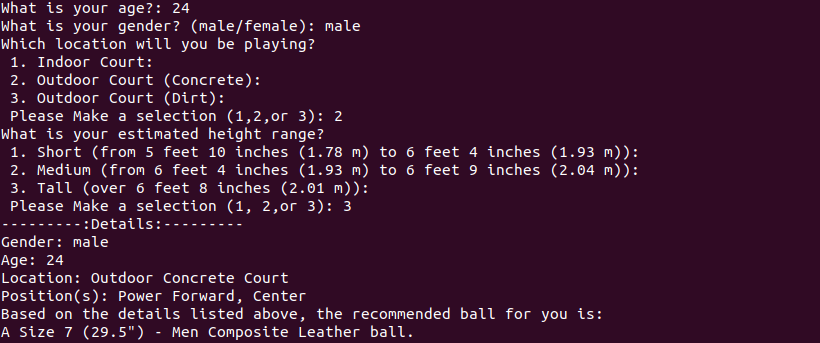 What is your age?: 24
What is your gender? (male/female): male
Which location will you be playing?
 1. Indoor Court:
 2. Outdoor Court (Concrete):
 3. Outdoor Court (Dirt):
 Please Make a selection (1,2,or 3): 2
What is your estimated height range?
 1. Short (from 5 feet 10 inches (1.78 m) to 6 feet 4 inches (1.93 m)):
 2. Medium (from 6 feet 4 inches (1.93 m) to 6 feet 9 inches (2.04 m)):
 3. Tall (over 6 feet 8 inches (2.01 m)):
 Please Make a selection (1, 2,or 3): 3
---------:Details:---------
Gender: male
Age: 24
Location: Outdoor Concrete Court
Position(s): Power Forward, Center
Based on the details listed above, the recommended ball for you is:
A Size 7 (29.5") - Men Composite Leather ball.